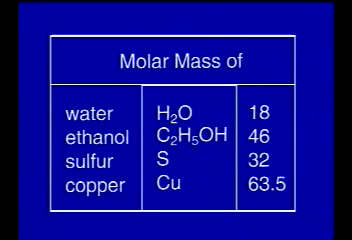 Molar Mass of
water H₂O 18
ethanol C₂H₅OH 46
sulfur S 32
copper Cu 63.5